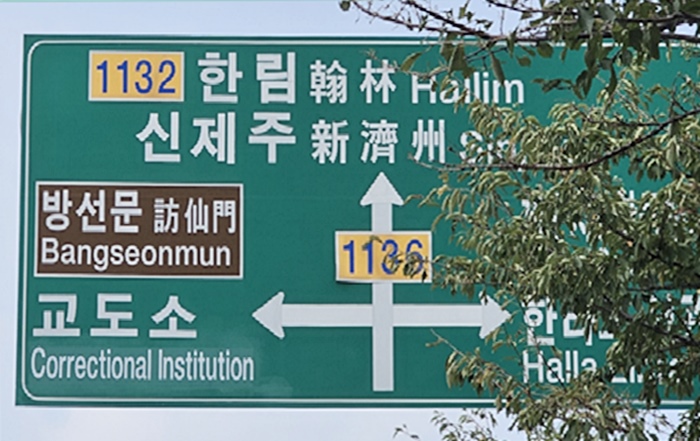 1132 한림 翰林 Hallim
신제주 新濟州
방선문 訪仙門
Bangseonmun
1136
교도소
Correctional Institution
Halla